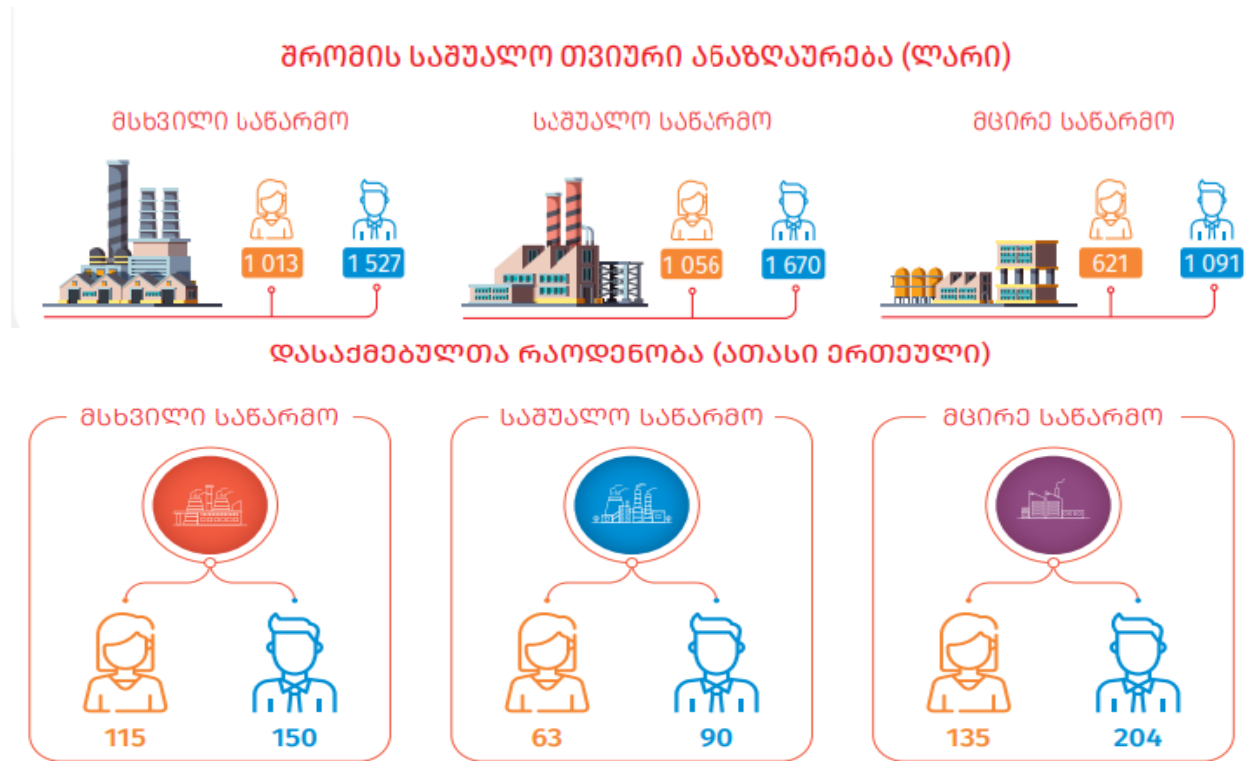 შრომის საშუალო თვიური ანაზღაურება (ლარი)
მსხვილი საწარმო
საშუალო საწარმო
მცირე საწარმო
1 013
1 527
1 056
1 670
621
1 091
დასაქმებულთა რაოდენობა (ათასი ერთეული)
მსხვილი საწარმო
საშუალო საწარმო
მცირე საწარმო
115
150
63
90
135
204